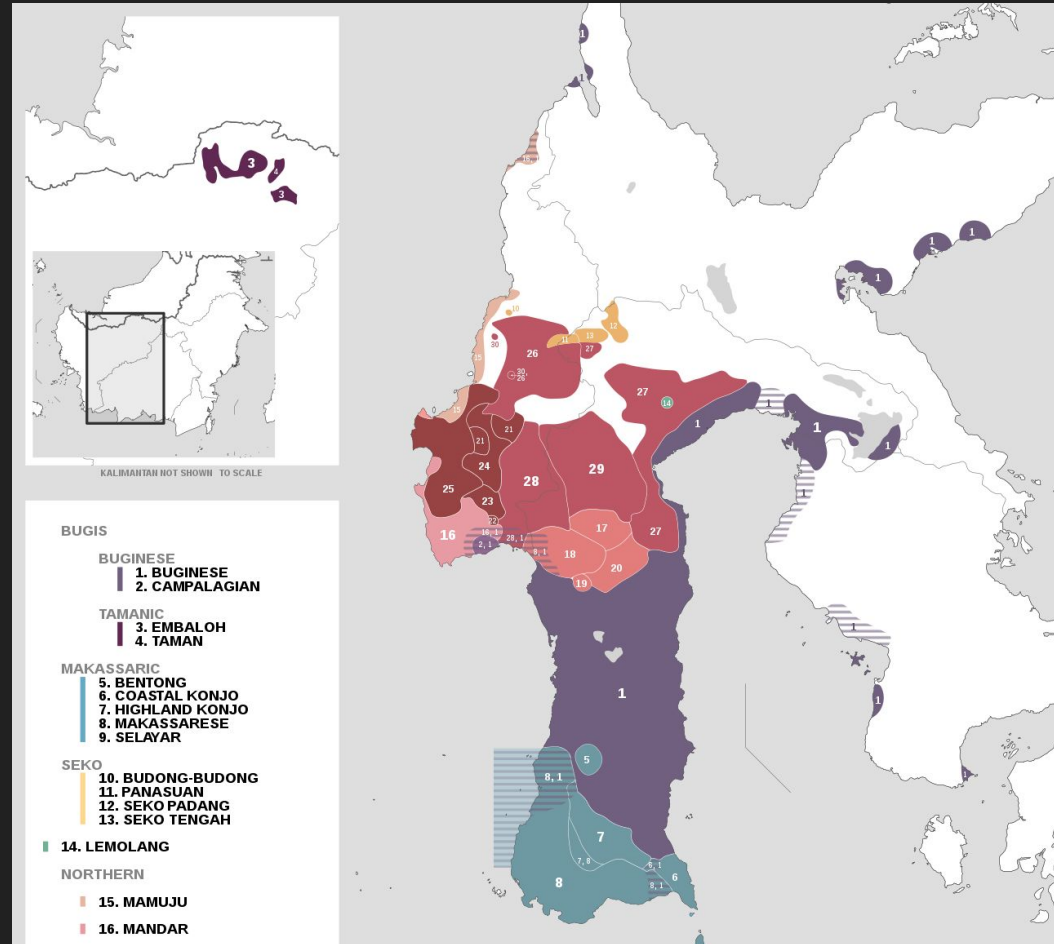 3
4
3
KALIMANTAN NOT SHOWN TO SCALE
BUGIS
BUGINESE
1. BUGINESE
2. CAMPALAGIAN
TAMANIC
3. EMBALOH
4. TAMAN
MAKASSARIC
5. BENTONG
6. COASTAL KONJO
7. HIGHLAND KONJO
8. MAKASSARESE
9. SELAYAR
SEKO
10. BUDONG-BUDONG
11. PANASUAN
12. SEKO PADANG
13. SEKO TENGAH
14. LEMOLANG
NORTHERN
15. MAMUJU
16. MANDAR
1
1
1
1
1
10
12
13
11
30
27
15
26
30
26
27
14
15
1
1
1
1
21
21
24
29
28
25
23
1
16
16, 1
2, 1
28, 1
8, 1
17
27
18
20
19
1
1
1
1
5
8, 1
7
7, 8
8, 1
8
6
8, 1